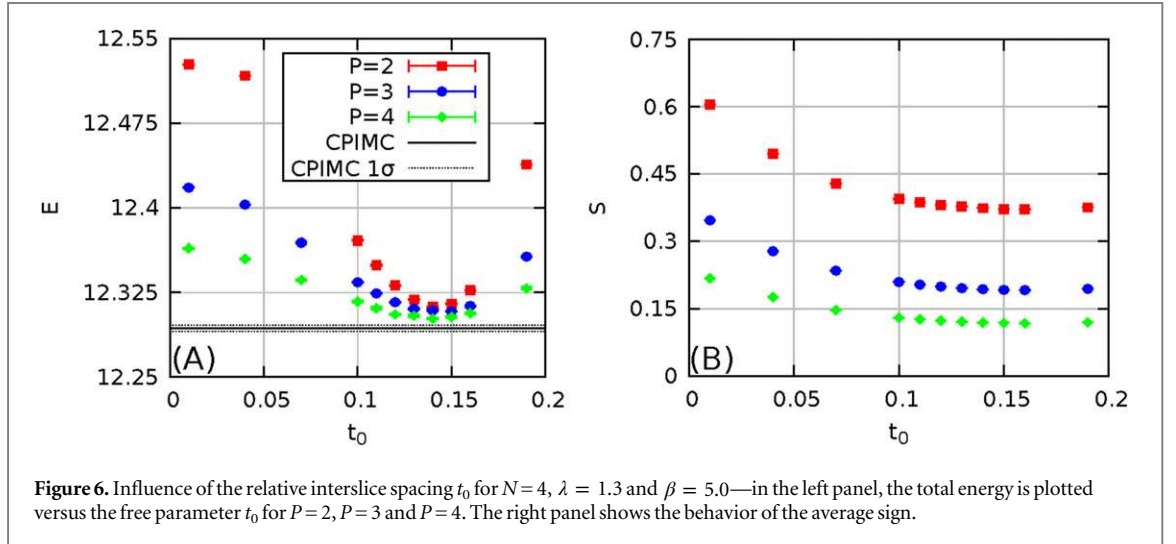 12.55
12.475
12.4
12.325
12.25
E
0
0.05
0.1
0.15
0.2
t0
P=2
P=3
P=4
CPIMC
CPIMC 1σ
(A)
0.75
0.6
0.45
0.3
0.15
0
S
0
0.05
0.1
0.15
0.2
t0
(B)
Figure 6. Influence of the relative interslice spacing t0 for N = 4, λ = 1.3 and β = 5.0—in the left panel, the total energy is plotted
versus the free parameter t0 for P = 2, P = 3 and P = 4. The right panel shows the behavior of the average sign.